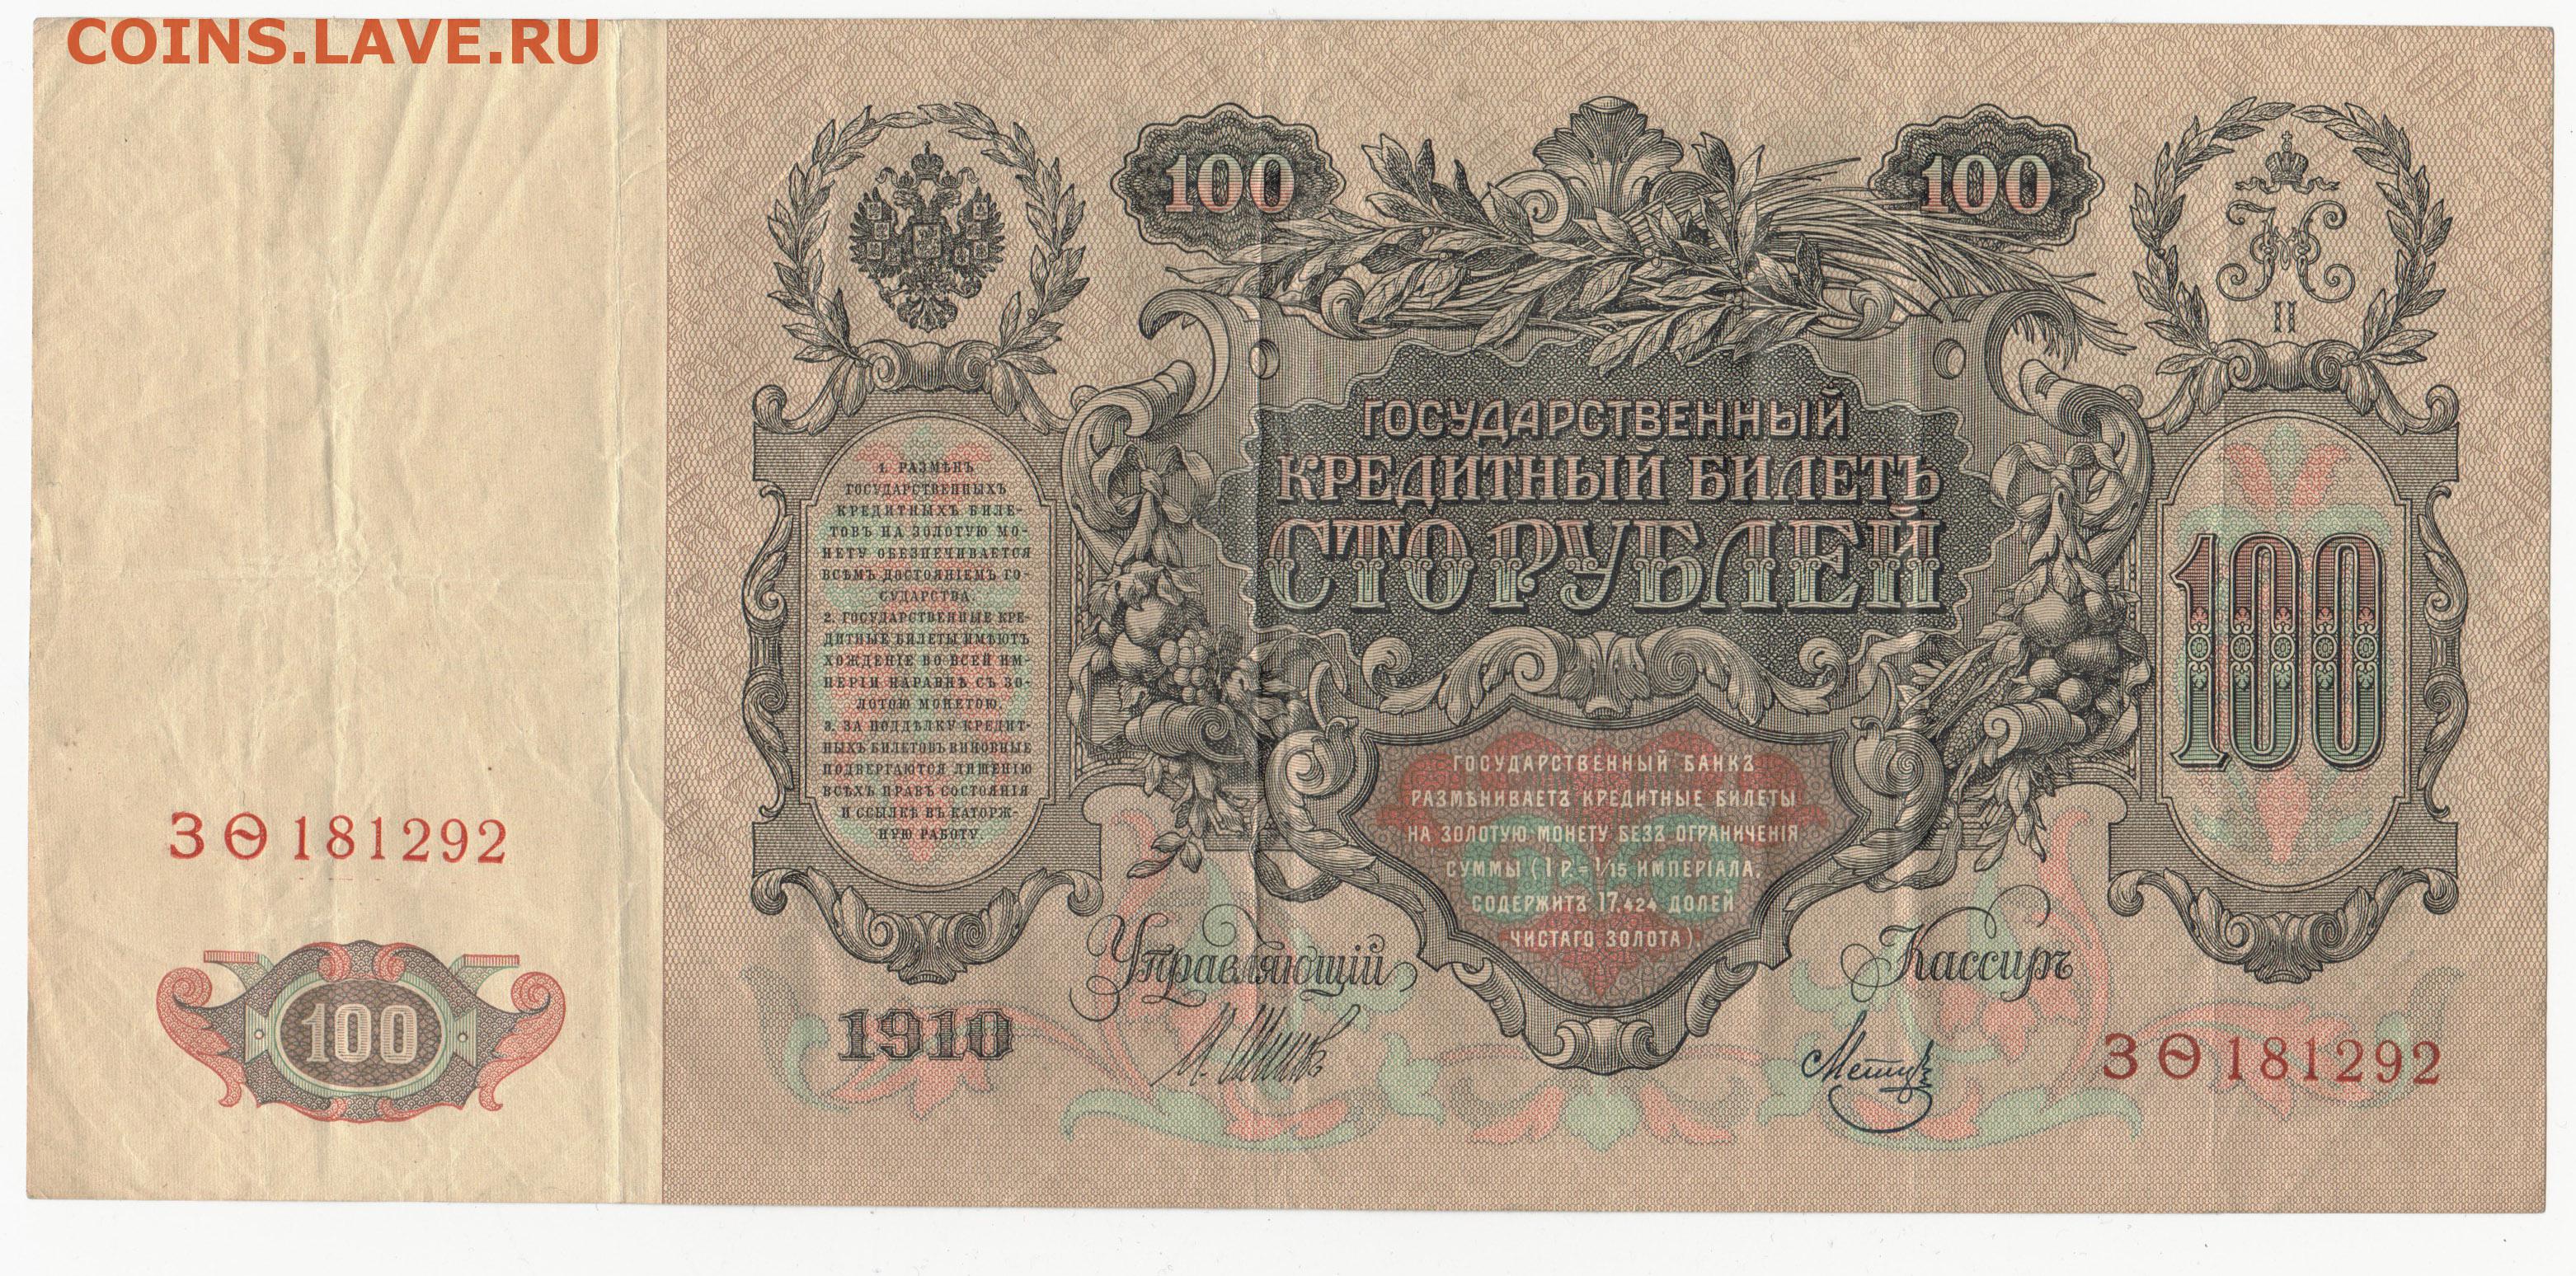 COINS.LAVE.RU
100
100
II
ГОСУДАРСТВЕННЫЙ
КРЕДИТНЫЙ БИЛЕТЪ
СТО РУБЛЕЙ
1. РАЗМѢНЪ
ГОСУДАРСТВЕННЫХЪ
КРЕДИТНЫХЪ БИЛЕ-
ТОВЪ НА ЗОЛОТУЮ МО-
НЕТУ ОБЕЗПЕЧИВАЕТСЯ
ВСѢМЪ ДОСТОЯНІЕМЪ ГО-
СУДАРСТВА.
2. ГОСУДАРСТВЕННЫЕ КРЕ-
ДИТНЫЕ БИЛЕТЫ ИМѢЮТЪ
ХОЖДЕНІЕ ВО ВСЕЙ ИМ-
ПЕРІИ НАРАВНѢ СЪ ЗО-
ЛОТОЮ МОНЕТОЮ.
3. ЗА ПОДДѢЛКУ КРЕДИТ-
НЫХЪ БИЛЕТОВЪ ВИНОВНЫЕ
ПОДВЕРГАЮТСЯ ЛИШЕНІЮ
ВСѢХЪ ПРАВЪ СОСТОЯНІЯ
И ССЫЛКѢ ВЪ КАТОРЖ-
НУЮ РАБОТУ.
100
ГОСУДАРСТВЕННЫЙ БАНКЪ
РАЗМѢНИВАЕТЪ КРЕДИТНЫЕ БИЛЕТЫ
НА ЗОЛОТУЮ МОНЕТУ БЕЗЪ ОГРАНИЧЕНІЯ
СУММЫ (1 Р.= 1/15 ИМПЕРІАЛА,
СОДЕРЖИТЪ 17,424 ДОЛЕЙ
ЧИСТАГО ЗОЛОТА).
ЗѲ181292
100
Управляющій
Кассиръ
1910
И. Шиповъ
ЗѲ181292